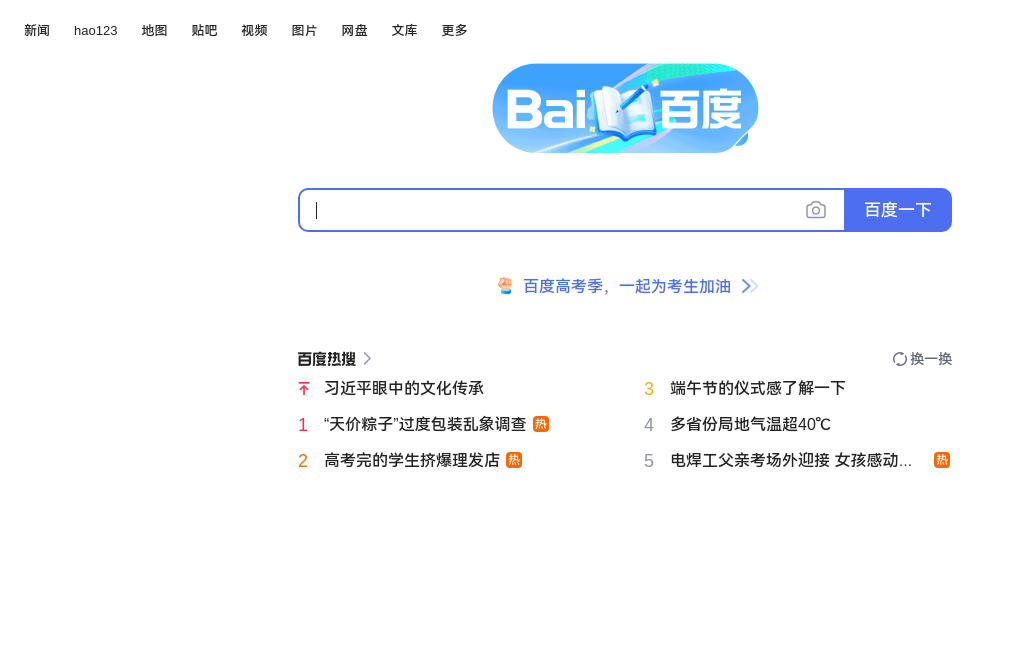 新闻 hao123 地图 贴吧 视频 图片 网盘 文库 更多
Bai 百度
百度一下
百度高考季，一起为考生加油
百度热搜
换一换
习近平眼中的文化传承
1 “天价粽子”过度包装乱象调查 热
2 高考完的学生挤爆理发店 热
3 端午节的仪式感了解一下
4 多省份局地气温超40℃
5 电焊工父亲考场外迎接 女孩感动... 热